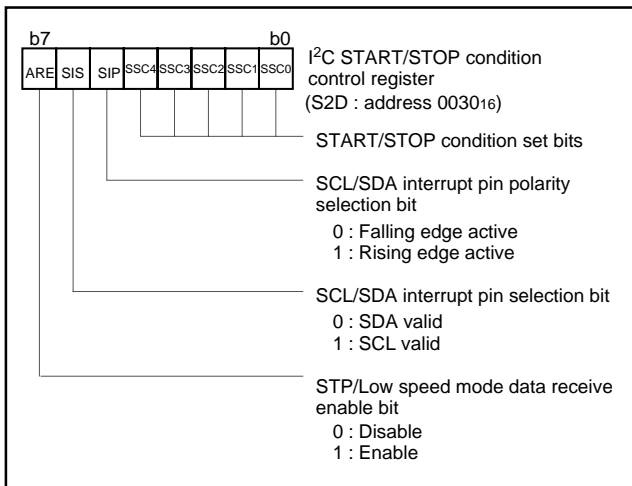 b7 b0
ARE SIS SIP SSC4 SSC3 SSC2 SSC1 SSC0
I²C START/STOP condition
control register
(S2D : address 0030₁₆)
START/STOP condition set bits
SCL/SDA interrupt pin polarity
selection bit
0 : Falling edge active
1 : Rising edge active
SCL/SDA interrupt pin selection bit
0 : SDA valid
1 : SCL valid
STP/Low speed mode data receive
enable bit
0 : Disable
1 : Enable